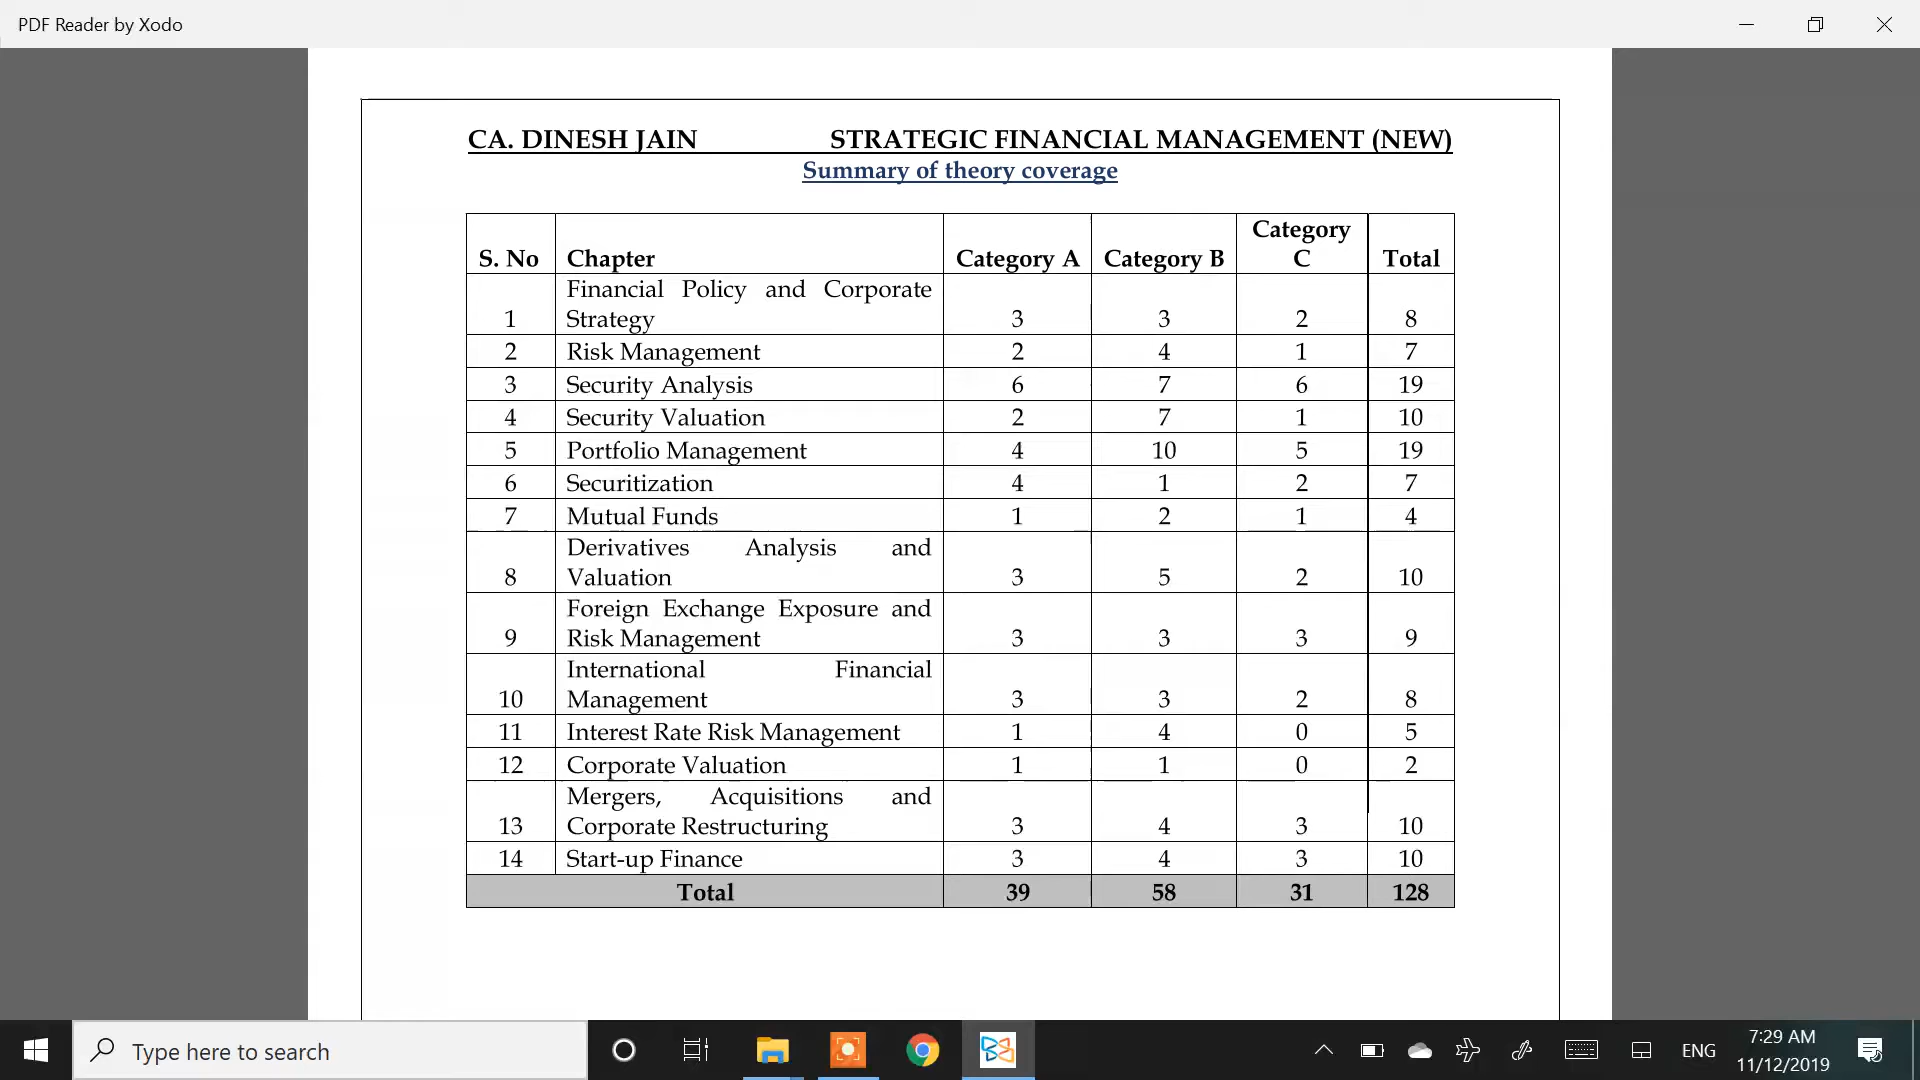 PDF Reader by Xodo
CA. DINESH JAIN STRATEGIC FINANCIAL MANAGEMENT (NEW)
Summary of theory coverage
S. No Chapter Category A Category B Category C Total
1 Financial Policy and Corporate Strategy 3 3 2 8
2 Risk Management 2 4 1 7
3 Security Analysis 6 7 6 19
4 Security Valuation 2 7 1 10
5 Portfolio Management 4 10 5 19
6 Securitization 4 1 2 7
7 Mutual Funds 1 2 1 4
8 Derivatives Analysis and Valuation 3 5 2 10
9 Foreign Exchange Exposure and Risk Management 3 3 3 9
10 International Financial Management 3 3 2 8
11 Interest Rate Risk Management 1 4 0 5
12 Corporate Valuation 1 1 0 2
13 Mergers, Acquisitions and Corporate Restructuring 3 4 3 10
14 Start-up Finance 3 4 3 10
Total 39 58 31 128
Type here to search
ENG
7:29 AM
11/12/2019